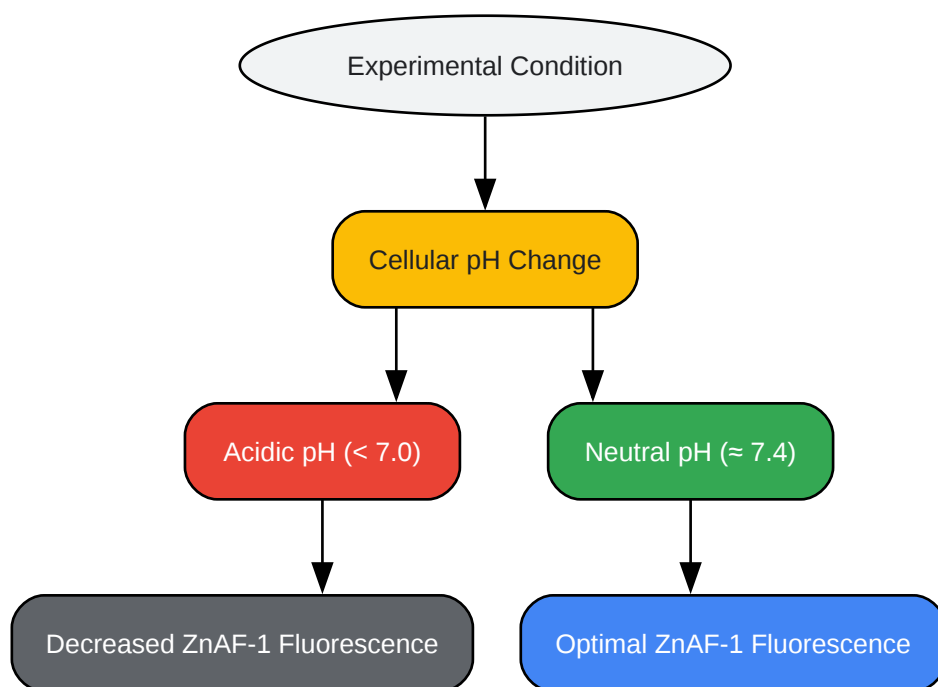 Experimental Condition
Cellular pH Change
Acidic pH (< 7.0)
Neutral pH (≈ 7.4)
Decreased ZnAF-1 Fluorescence
Optimal ZnAF-1 Fluorescence